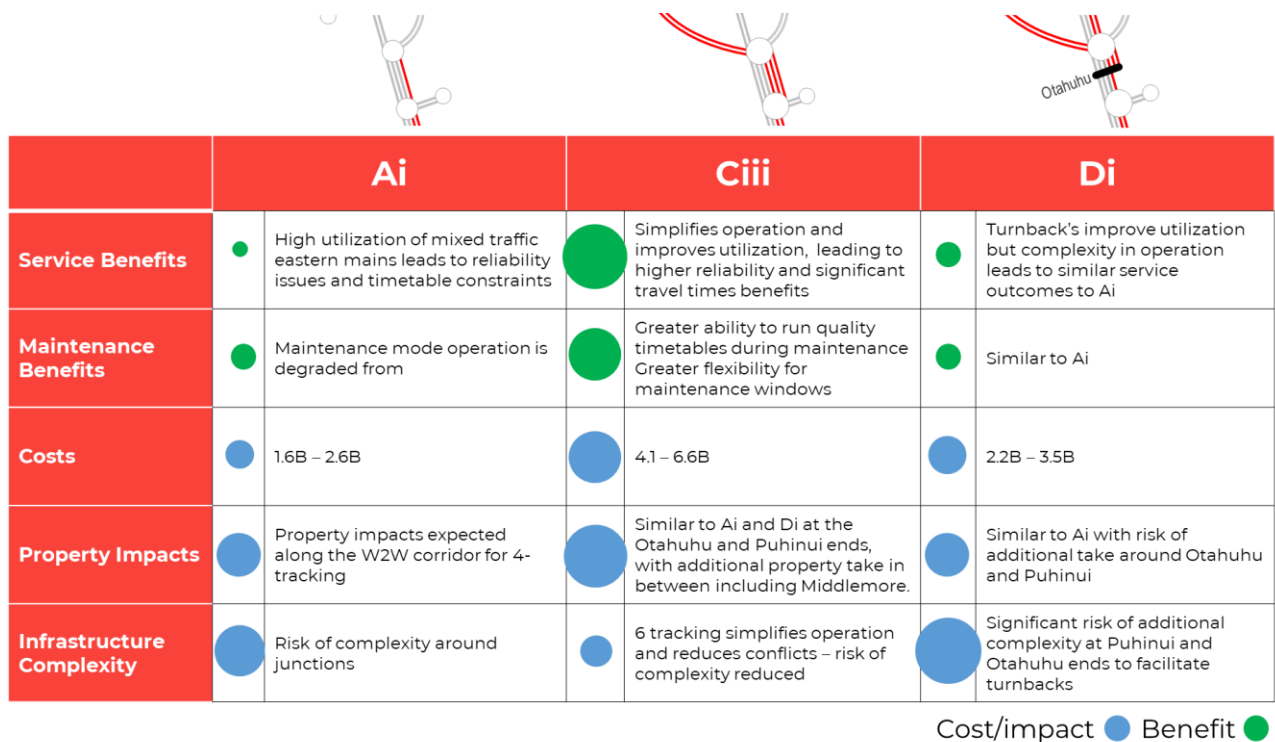 Otahuhu
Ai
Ciii
Di
Service Benefits
High utilization of mixed traffic
eastern mains leads to reliability
issues and timetable constraints
Simplifies operation and
improves utilization, leading to
higher reliability and significant
travel times benefits
Turnback's improve utilization
but complexity in operation
leads to similar service
outcomes to Ai
Maintenance
Benefits
Maintenance mode operation is
degraded from
Greater ability to run quality
timetables during maintenance
Greater flexibility for
maintenance windows
Similar to Ai
Costs
1.6B – 2.6B
4.1 – 6.6B
2.2B – 3.5B
Property Impacts
Property impacts expected
along the W2W corridor for 4-
tracking
Similar to Ai and Di at the
Otahuhu and Puhinui ends,
with additional property take in
between including Middlemore.
Similar to Ai with risk of
additional take around Otahuhu
and Puhinui
Infrastructure
Complexity
Risk of complexity around
junctions
6 tracking simplifies operation
and reduces conflicts – risk of
complexity reduced
Significant risk of additional
complexity at Puhinui and
Otahuhu ends to facilitate
turnbacks
Cost/impact Benefit